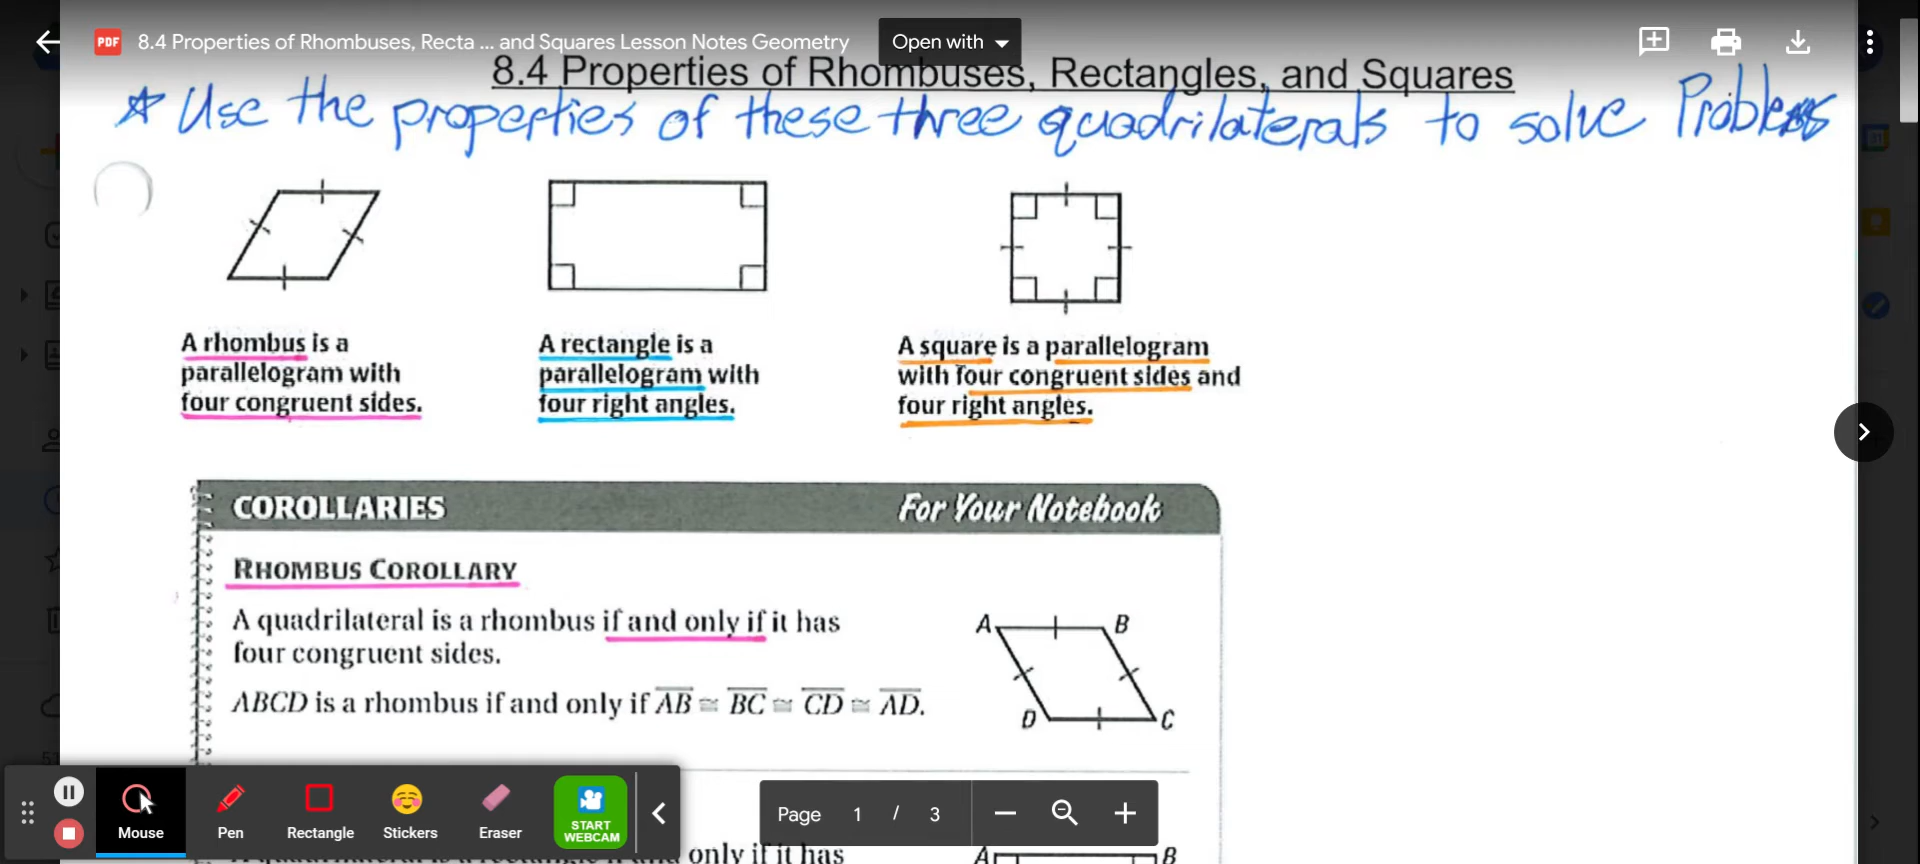 8.4 Properties of Rhombuses, Recta ... and Squares Lesson Notes Geometry
Open with
8.4 Properties of Rhombuses, Rectangles, and Squares
Use the properties of these three quadrilaterals to solve
A rhombus is a
parallelogram with
four congruent sides.
A rectangle is a
parallelogram with
four right angles.
A square is a parallelogram
with four congruent sides and
four right angles.
COROLLARIES
For Your Notebook
RHOMBUS COROLLARY
A quadrilateral is a rhombus if and only if it has
four congruent sides.
ABCD is a rhombus if and only if AB ≅ BC ≅ CD ≅ AD.
A B
D C
only if it has
A B
Mouse
Pen
Rectangle
Stickers
Eraser
START
WEBCAM
Page 1 / 3
PDF